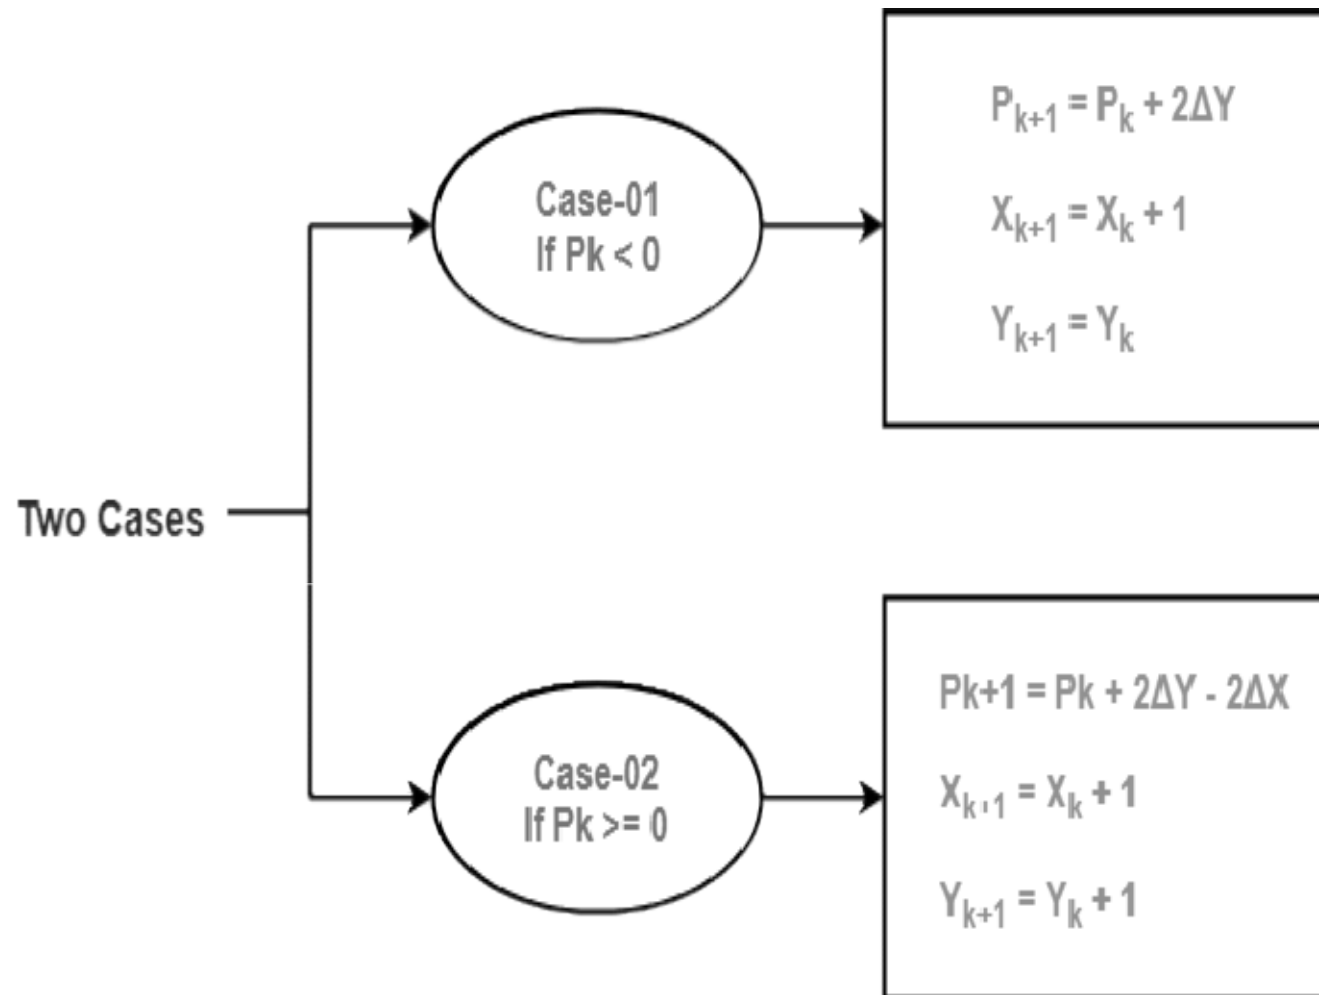 Two Cases
Case-01
If Pk < 0
Pₖ₊₁ = Pₖ + 2ΔY
Xₖ₊₁ = Xₖ + 1
Yₖ₊₁ = Yₖ
Case-02
If Pk >= 0
Pk+1 = Pk + 2ΔY - 2ΔX
Xₖ₊₁ = Xₖ + 1
Yₖ₊₁ = Yₖ + 1